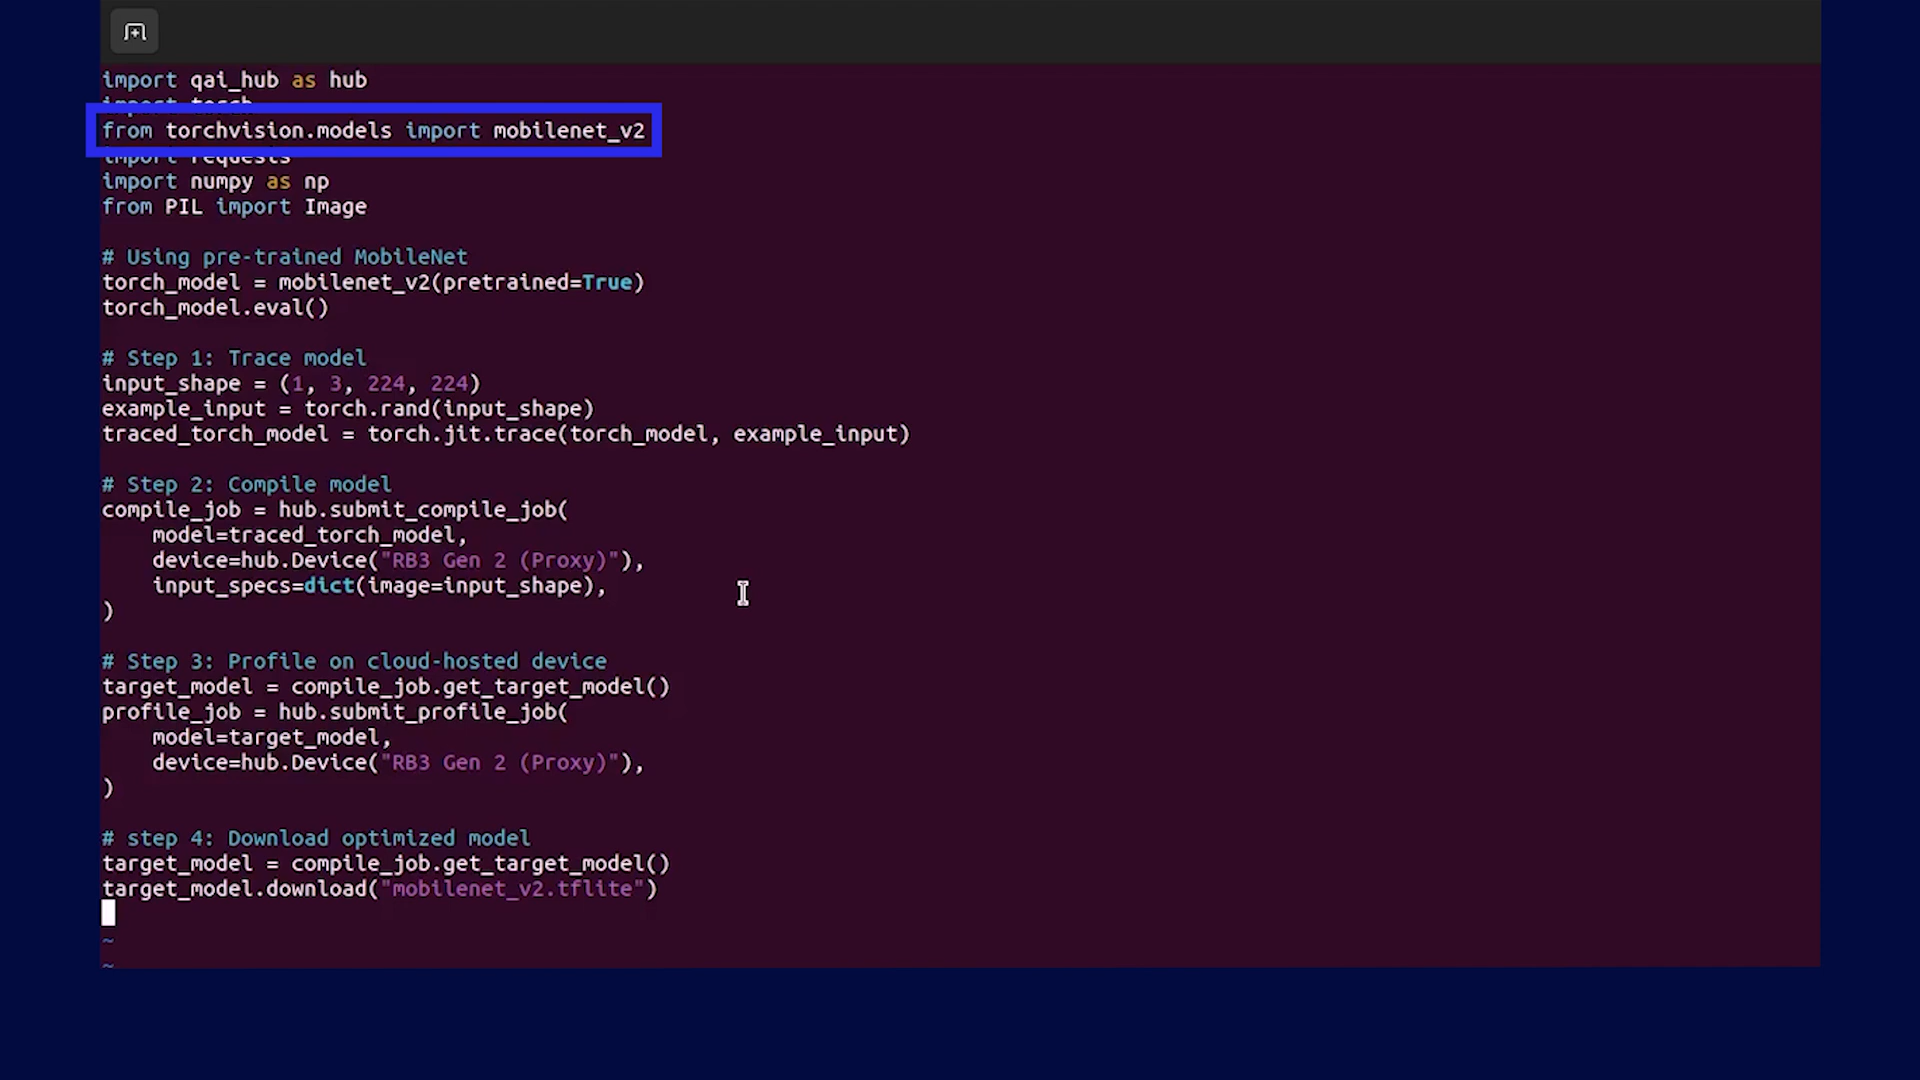 import qai_hub as hub
import torch
from torchvision.models import mobilenet_v2
import requests
import numpy as np
from PIL import Image
# Using pre-trained MobileNet
torch_model = mobilenet_v2(pretrained=True)
torch_model.eval()
# Step 1: Trace model
input_shape = (1, 3, 224, 224)
example_input = torch.rand(input_shape)
traced_torch_model = torch.jit.trace(torch_model, example_input)
# Step 2: Compile model
compile_job = hub.submit_compile_job(
    model=traced_torch_model,
    device=hub.Device("RB3 Gen 2 (Proxy)"),
    input_specs=dict(image=input_shape),
)
# Step 3: Profile on cloud-hosted device
target_model = compile_job.get_target_model()
profile_job = hub.submit_profile_job(
    model=target_model,
    device=hub.Device("RB3 Gen 2 (Proxy)"),
)
# step 4: Download optimized model
target_model = compile_job.get_target_model()
target_model.download("mobilenet_v2.tflite")
~
~